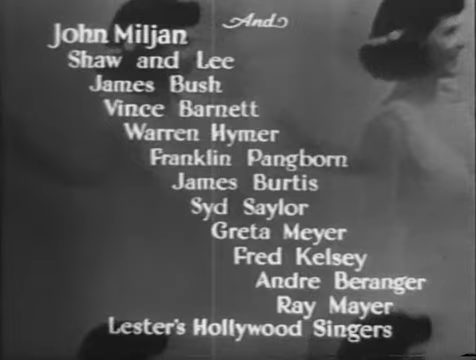 And
John Miljan
Shaw and Lee
James Bush
Vince Barnett
Warren Hymer
Franklin Pangborn
James Burtis
Syd Saylor
Greta Meyer
Fred Kelsey
Andre Beranger
Ray Mayer
Lester's Hollywood Singers